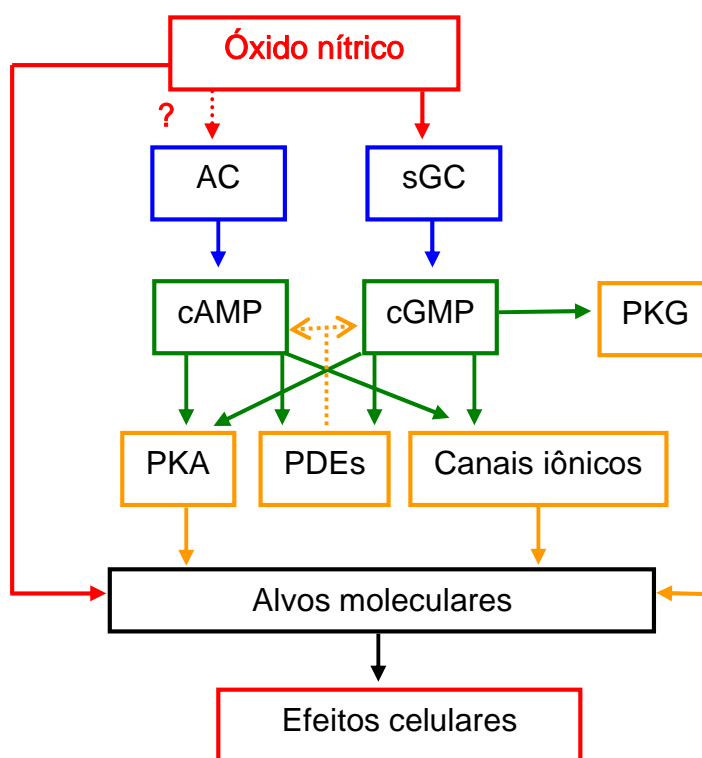 Óxido nítrico
?
AC
sGC
cAMP
cGMP
PKG
PKA
PDEs
Canais iônicos
Alvos moleculares
Efeitos celulares